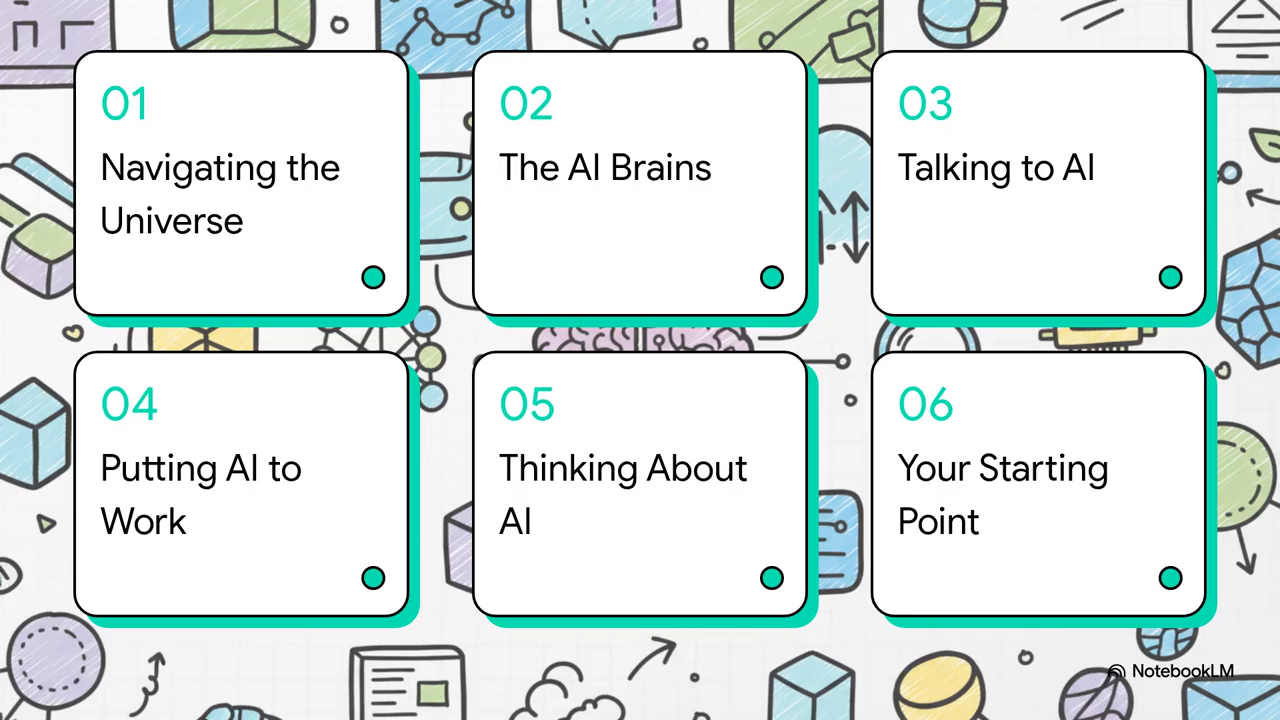 01
Navigating the
Universe
02
The AI Brains
03
Talking to AI
04
Putting AI to
Work
05
Thinking About
AI
06
Your Starting
Point
NotebookLM